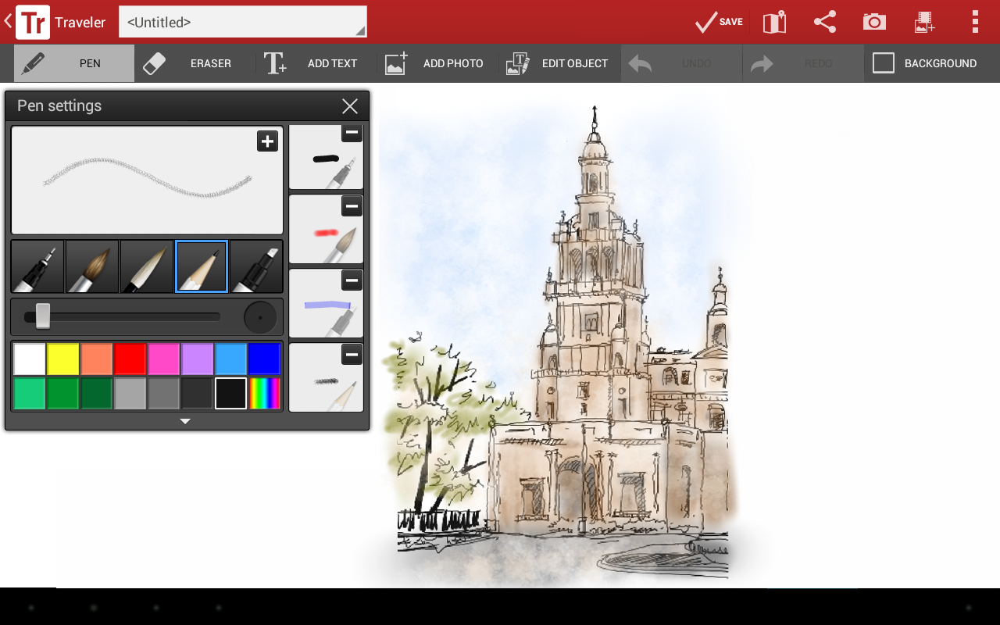 Tr Traveler <Untitled> SAVE
PEN ERASER T+ ADD TEXT ADD PHOTO T EDIT OBJECT UNDO REDO BACKGROUND
Pen settings